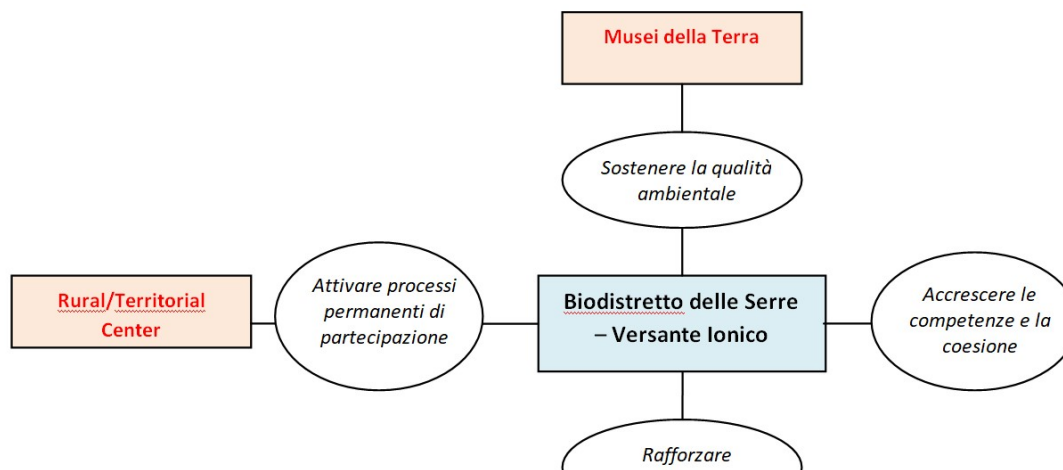 Musei della Terra
Sostenere la qualità
ambientale
Rural/Territorial
Center
Attivare processi
permanenti di
partecipazione
Biodistretto delle Serre
– Versante Ionico
Accrescere le
competenze e la
coesione
Rafforzare